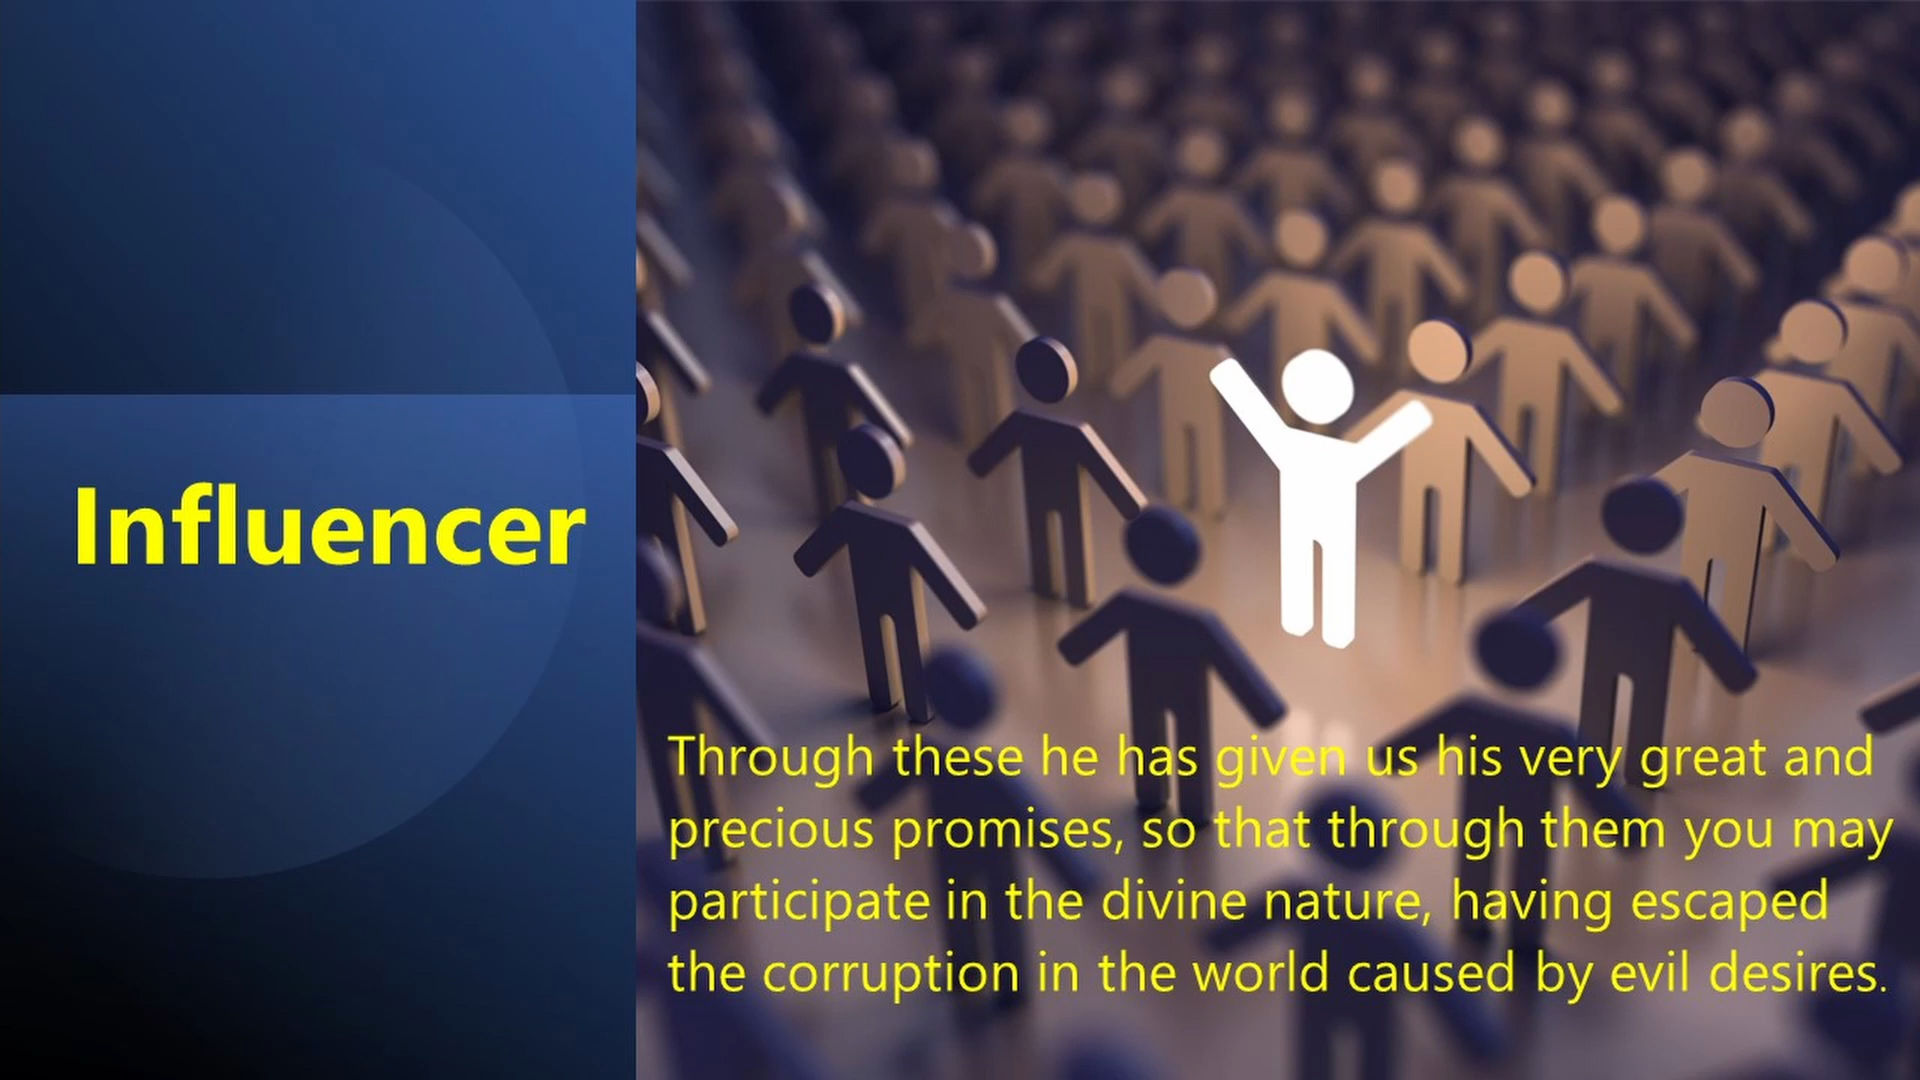 Influencer
Through these he has given us his very great and
precious promises, so that through them you may
participate in the divine nature, having escaped
the corruption in the world caused by evil desires.